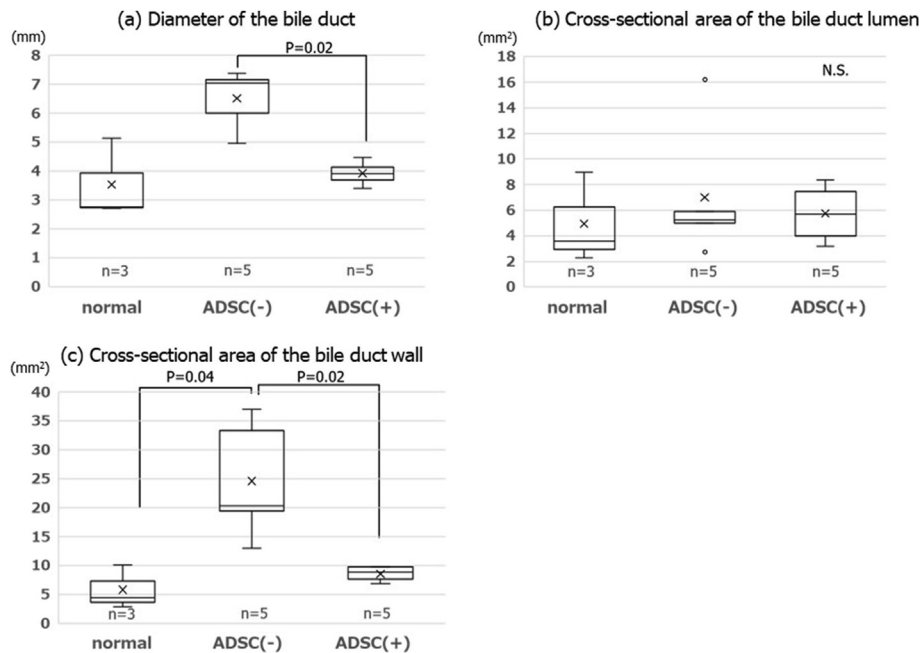 (a) Diameter of the bile duct
(mm)
P=0.02
8
7
6
5
4
3
2
1
0
n=3
n=5
n=5
normal
ADSC(-)
ADSC(+)
(b) Cross-sectional area of the bile duct lumen
(mm²)
N.S.
18
16
14
12
10
8
6
4
2
0
n=3
n=5
n=5
normal
ADSC(-)
ADSC(+)
(c) Cross-sectional area of the bile duct wall
(mm²)
P=0.04
P=0.02
40
35
30
25
20
15
10
5
0
n=3
n=5
n=5
normal
ADSC(-)
ADSC(+)